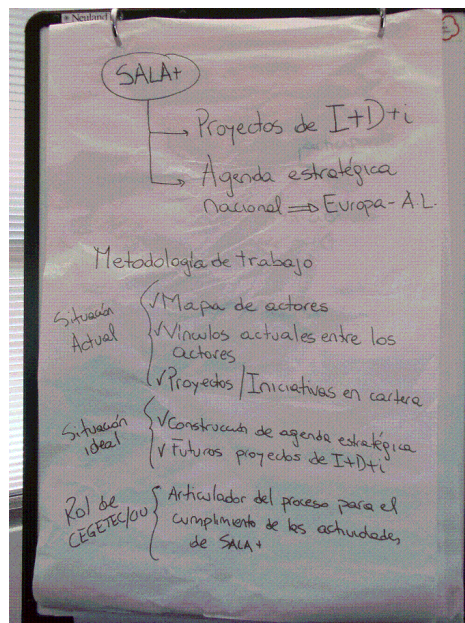 Neuland
SALA+
Proyectos de I+D+i
Agenda estratégica
nacional ⇒ Europa-A.L.
Metodología de trabajo
Situación
Actual
✓Mapa de actores
✓Vínculos actuales entre los
actores
✓Proyectos/Iniciativas en cartera
Situación
ideal
✓Construcción de agenda estratégica
✓Futuros proyectos de I+D+i
Rol de
CEGETEC/OU
Articulador del proceso para el
cumplimiento de las actividades
de SALA+